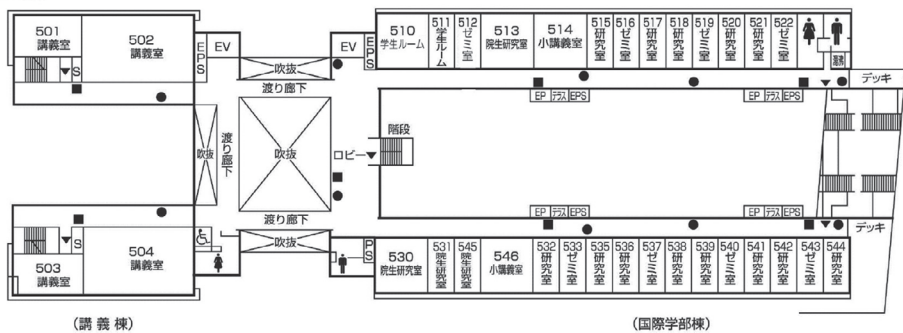 501
講義室
502
講義室
S
EPS
EV
吹抜
渡り廊下
EV
EPS
510
学生ルーム
511
学生ルーム
512
ゼミ室
513
院生研究室
514
小講義室
515
研究室
516
ゼミ室
517
研究室
518
研究室
519
ゼミ室
520
研究室
521
研究室
522
ゼミ室
デッキ
EP
テラス
EPS
EP
テラス
EPS
吹抜
渡り廊下
吹抜
ロビー
階段
渡り廊下
吹抜
S
503
講義室
504
講義室
PS
EP
テラス
EPS
EP
テラス
EPS
デッキ
530
院生研究室
531
院生研究室
545
院生研究室
546
小講義室
532
研究室
533
ゼミ室
535
研究室
536
研究室
537
ゼミ室
538
研究室
539
研究室
540
ゼミ室
541
研究室
542
研究室
543
ゼミ室
544
研究室
(講義棟)
(国際学部棟)